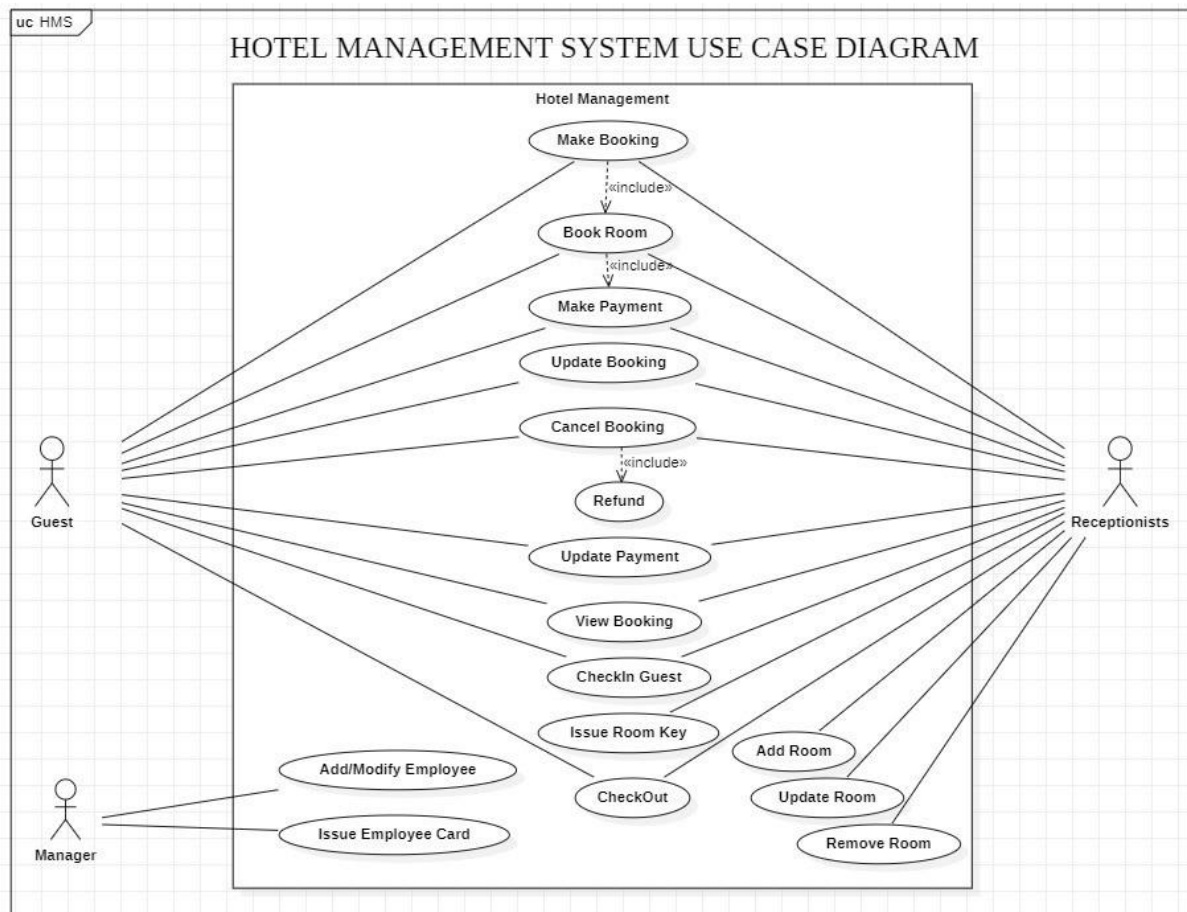 uc HMS
HOTEL MANAGEMENT SYSTEM USE CASE DIAGRAM
Hotel Management
Make Booking
«include»
Book Room
«include»
Make Payment
Update Booking
Cancel Booking
«include»
Refund
Guest
Receptionists
Update Payment
View Booking
CheckIn Guest
Issue Room Key
Add Room
Add/Modify Employee
CheckOut
Update Room
Issue Employee Card
Remove Room
Manager